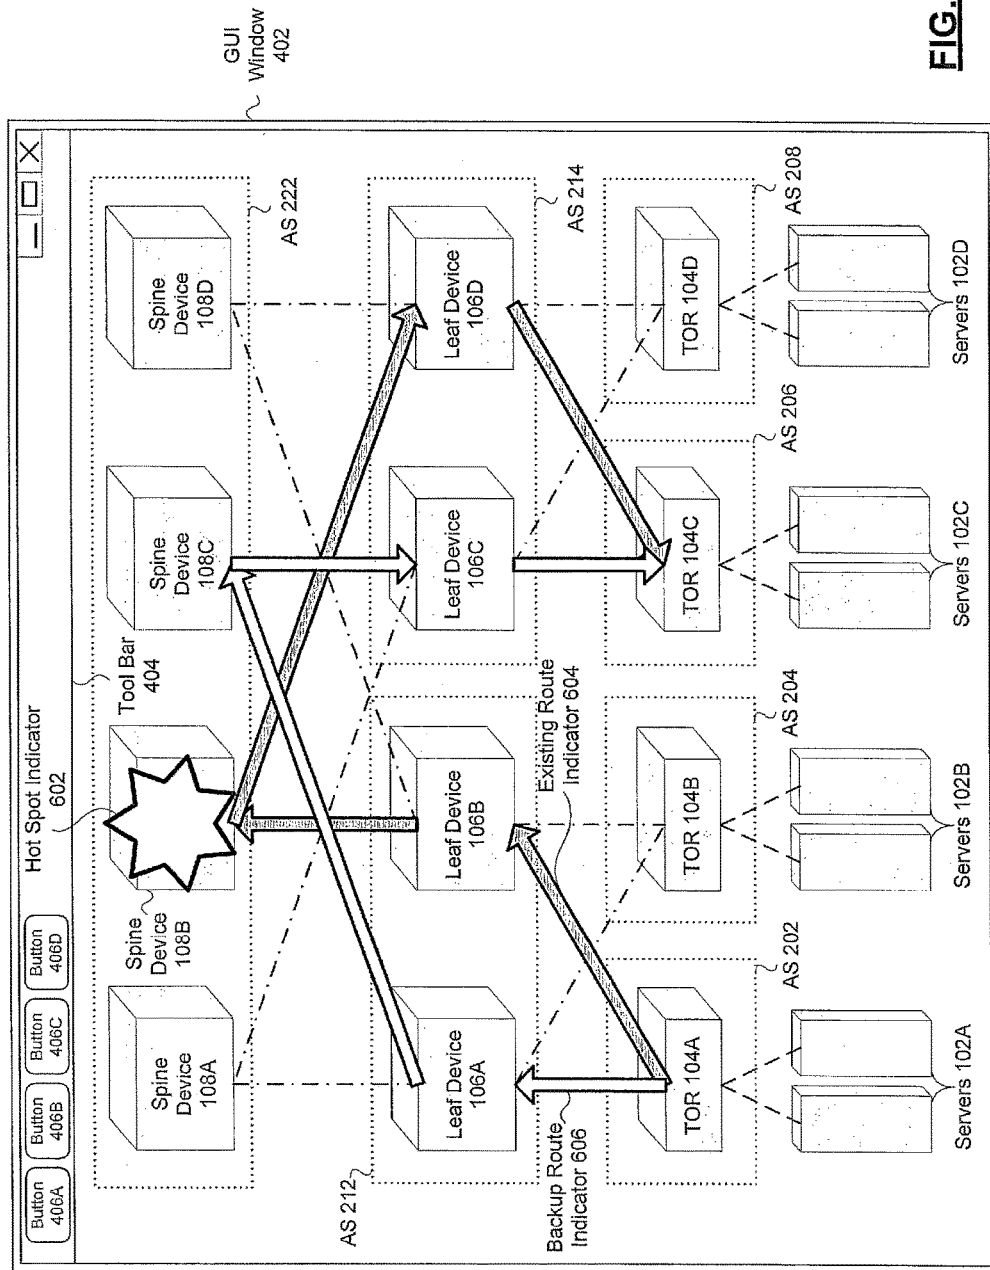 Button
406A
Button
406B
Button
406C
Button
406D
Hot Spot Indicator
602
GUI
Window
402
Tool Bar
404
Spine
Device
108A
Spine
Device
108B
Spine
Device
108C
Spine
Device
108D
AS 222
AS 212
Leaf Device
106A
Leaf Device
106B
Leaf Device
106C
Leaf Device
106D
AS 214
Backup Route
Indicator 606
Existing Route
Indicator 604
TOR 104A
AS 202
TOR 104B
AS 204
TOR 104C
AS 206
TOR 104D
AS 208
Servers 102A
Servers 102B
Servers 102C
Servers 102D
FIG.